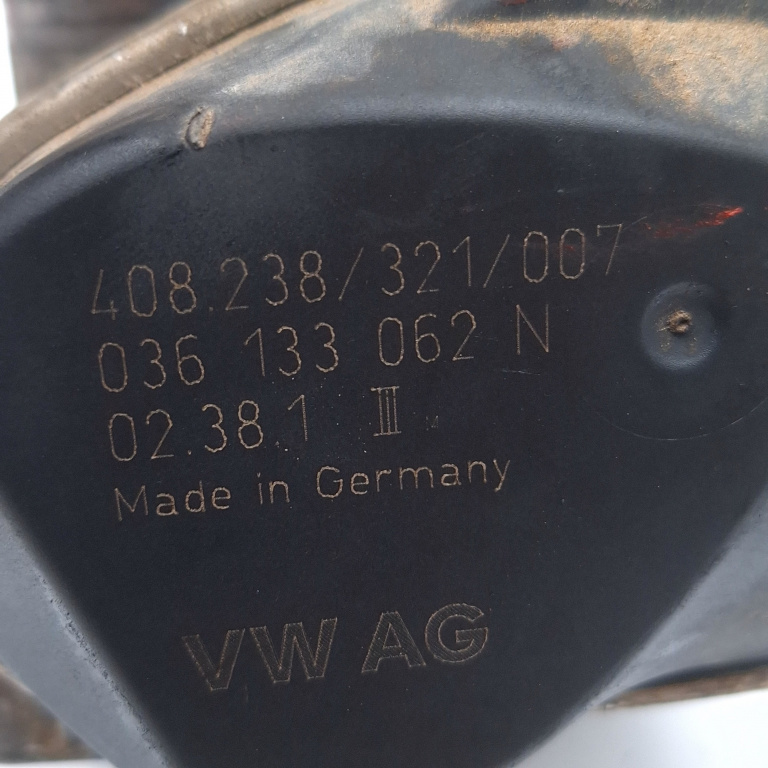 408.238/321/007
036 133 062 N
02.38.1 III
Made in Germany
VW AG